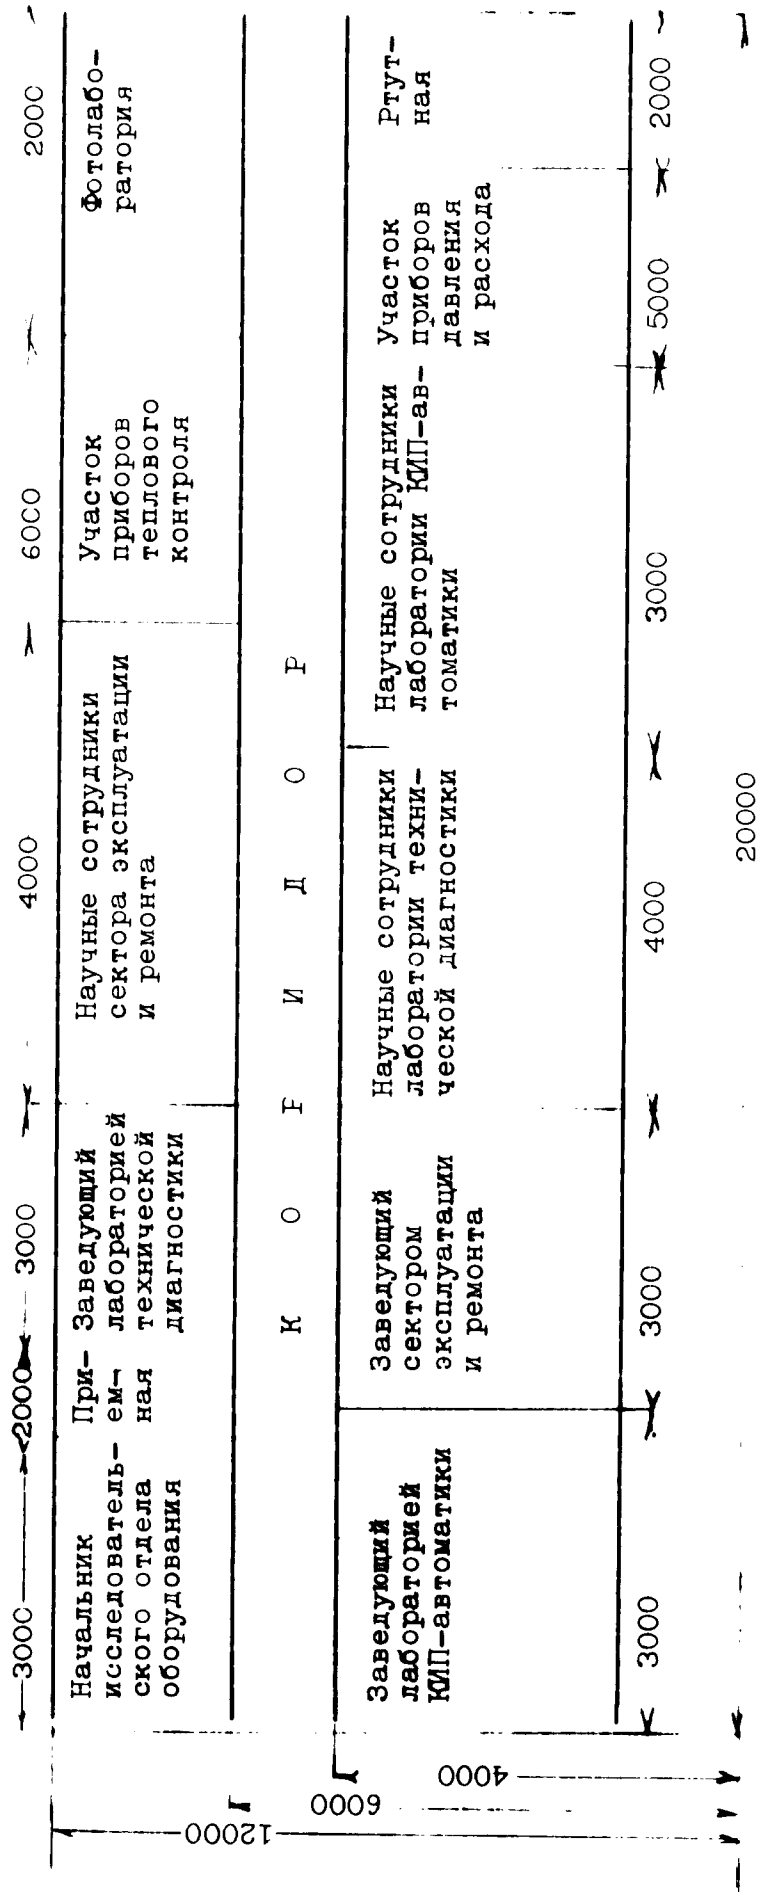 3000
2000
3000
4000
6000
2000
Начальник
исследователь-
ского отдела
оборудования
При-
ем-
ная
Заведующий
лабораторией
технической
диагностики
Научные сотрудники
сектора эксплуатации
и ремонта
Участок
приборов
теплового
контроля
Фотолабо-
ратория
К О Р И Д О Р
Заведующий
лабораторией
КИП-автоматики
Заведующий
сектором
эксплуатации
и ремонта
Научные сотрудники
лаборатории техни-
ческой диагностики
Научные сотрудники
лаборатории КИП-ав-
томатики
Участок
приборов
давления
и расхода
Ртут-
ная
3000
3000
4000
3000
5000
2000
20000
12000
6000
4000